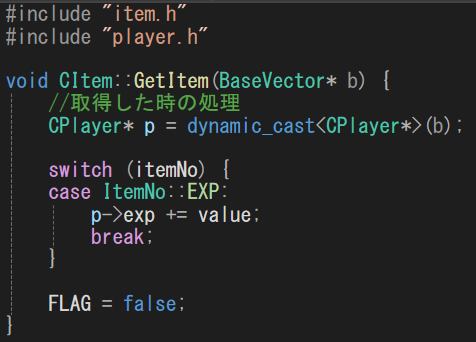 #include "item.h"
#include "player.h"
void CItem::GetItem(BaseVector* b) {
//取得した時の処理
CPlayer* p = dynamic_cast<CPlayer*>(b);
switch (itemNo) {
case ItemNo::EXP:
p->exp += value;
break;
}
FLAG = false;
}